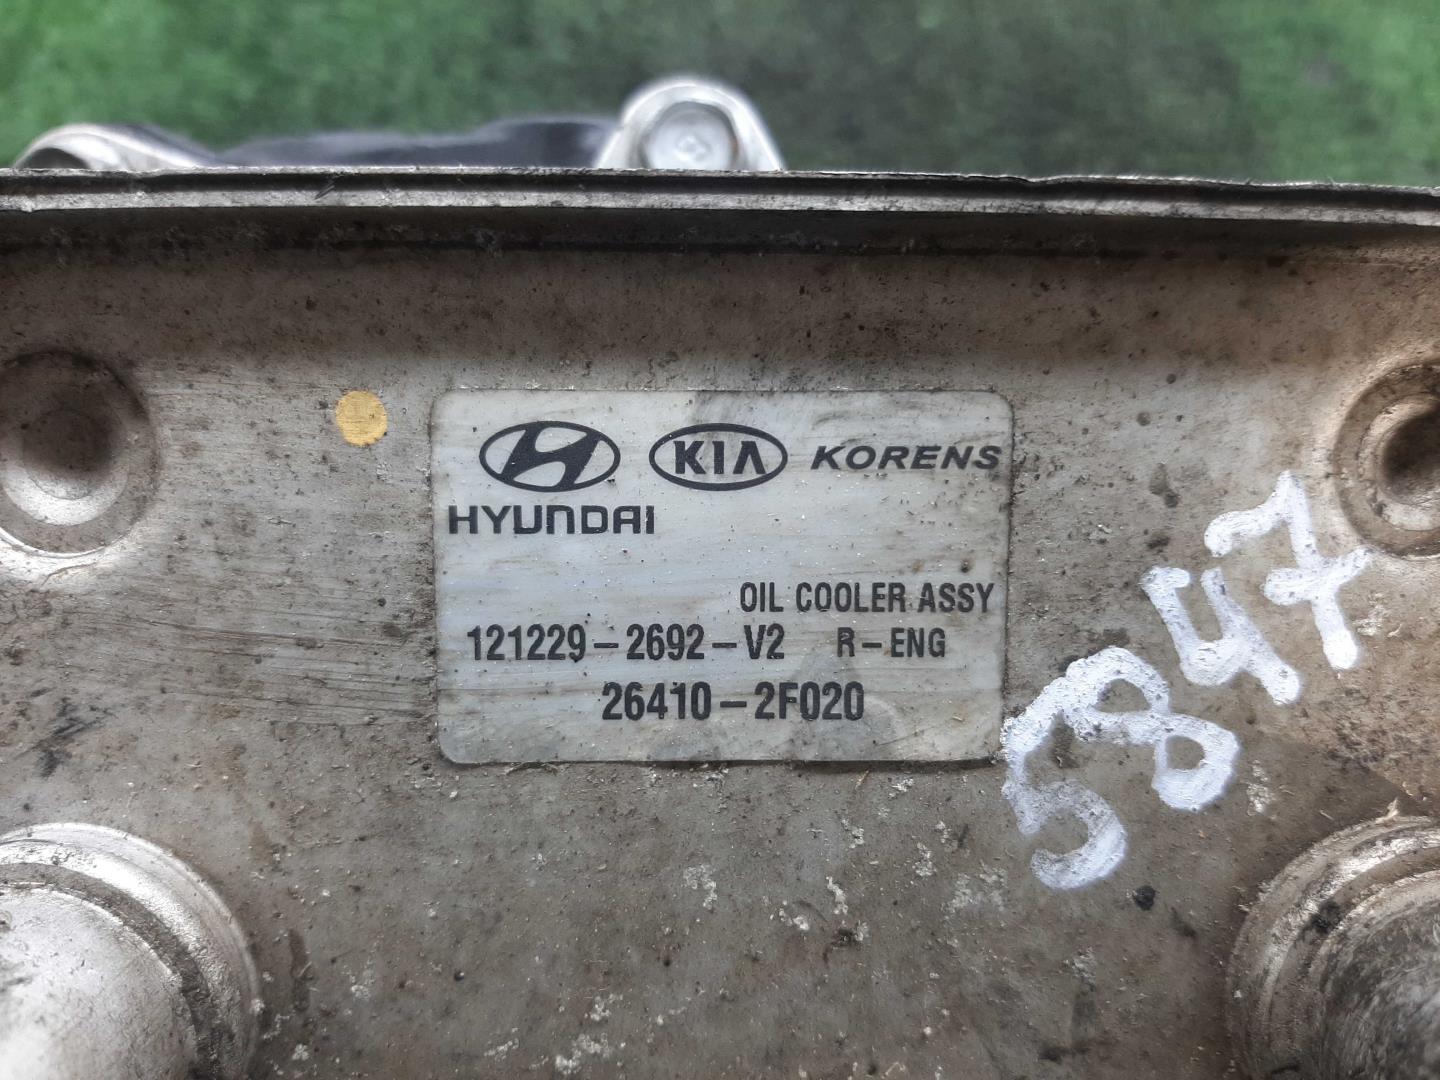 KIA KORENS
HYUNDAI
OIL COOLER ASSY
121229-2692-V2 R-ENG
26410-2F020
5847